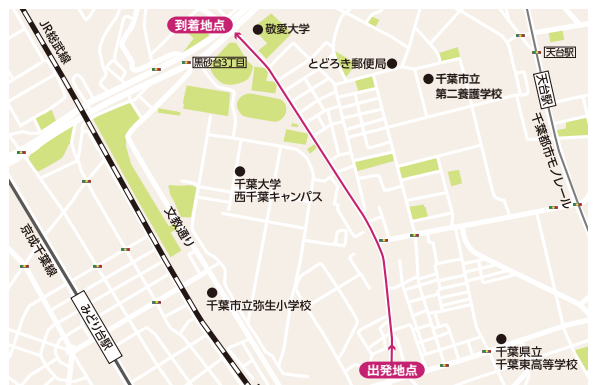 到着地点
敬愛大学
JR総武線
黒砂台3丁目
とどろき郵便局
天台駅
千葉市立
第二養護学校
天台駅
千葉都市モノレール
千葉大学
西千葉キャンパス
文教通り
京成千葉線
千葉市立弥生小学校
みどり台駅
千葉県立
千葉東高等学校
出発地点